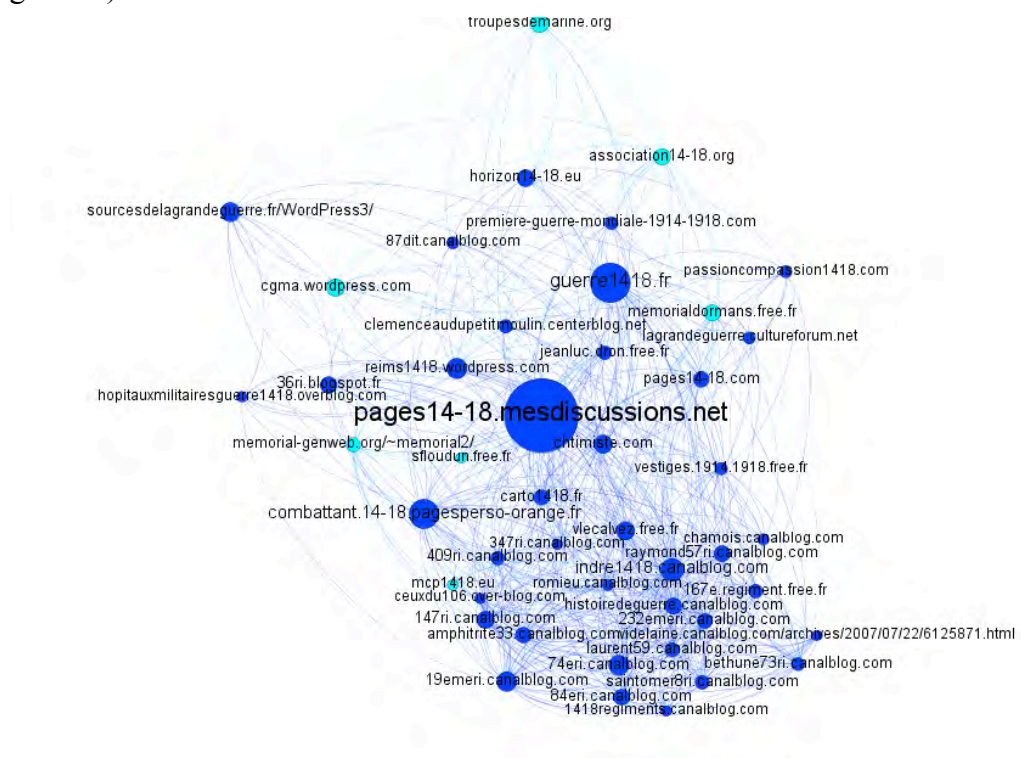 troupesdemarine.org
association14-18.org
horizon14-18.eu
sourcesdelagrandeguerre.fr/WordPress3/
premiere-guerre-mondiale-1914-1918.com
87dit.canalblog.com
passioncompassion1418.com
guerre1418.fr
cgma.wordpress.com
memorialdormans.free.fr
clemenceaudupetitmoulin.centerblog.net
lagrandeguerre.cultureforum.net
jeanluc.dron.free.fr
reims1418.wordpress.com
pages14-18.com
36ri.blogspot.fr
hopitauxmilitairesguerre1418.overblog.com
pages14-18.mesdiscussions.net
memorial-genweb.org/~memorial2/
chtimiste.com
sfloudun.free.fr
vestiges.1914.1918.free.fr
carto1418.fr
combattant.14-18.pagesperso-orange.fr
vlecalvez.free.fr
chamois.canalblog.com
347ri.canalblog.com
raymond57ri.canalblog.com
409ri.canalblog.com
indre1418.canalblog.com
mcp1418.eu
romieu.canalblog.com
167e.regiment.free.fr
ceuxdu106.over-blog.com
histoiredeguerre.canalblog.com
147ri.canalblog.com
232emeri.canalblog.com
amphitrite33.canalblog.com
videlaine.canalblog.com/archives/2007/07/22/6125871.html
laurent59.canalblog.com
74eri.canalblog.com
bethune73ri.canalblog.com
19emeri.canalblog.com
saintomer8ri.canalblog.com
84eri.canalblog.com
1418regiments.canalblog.com